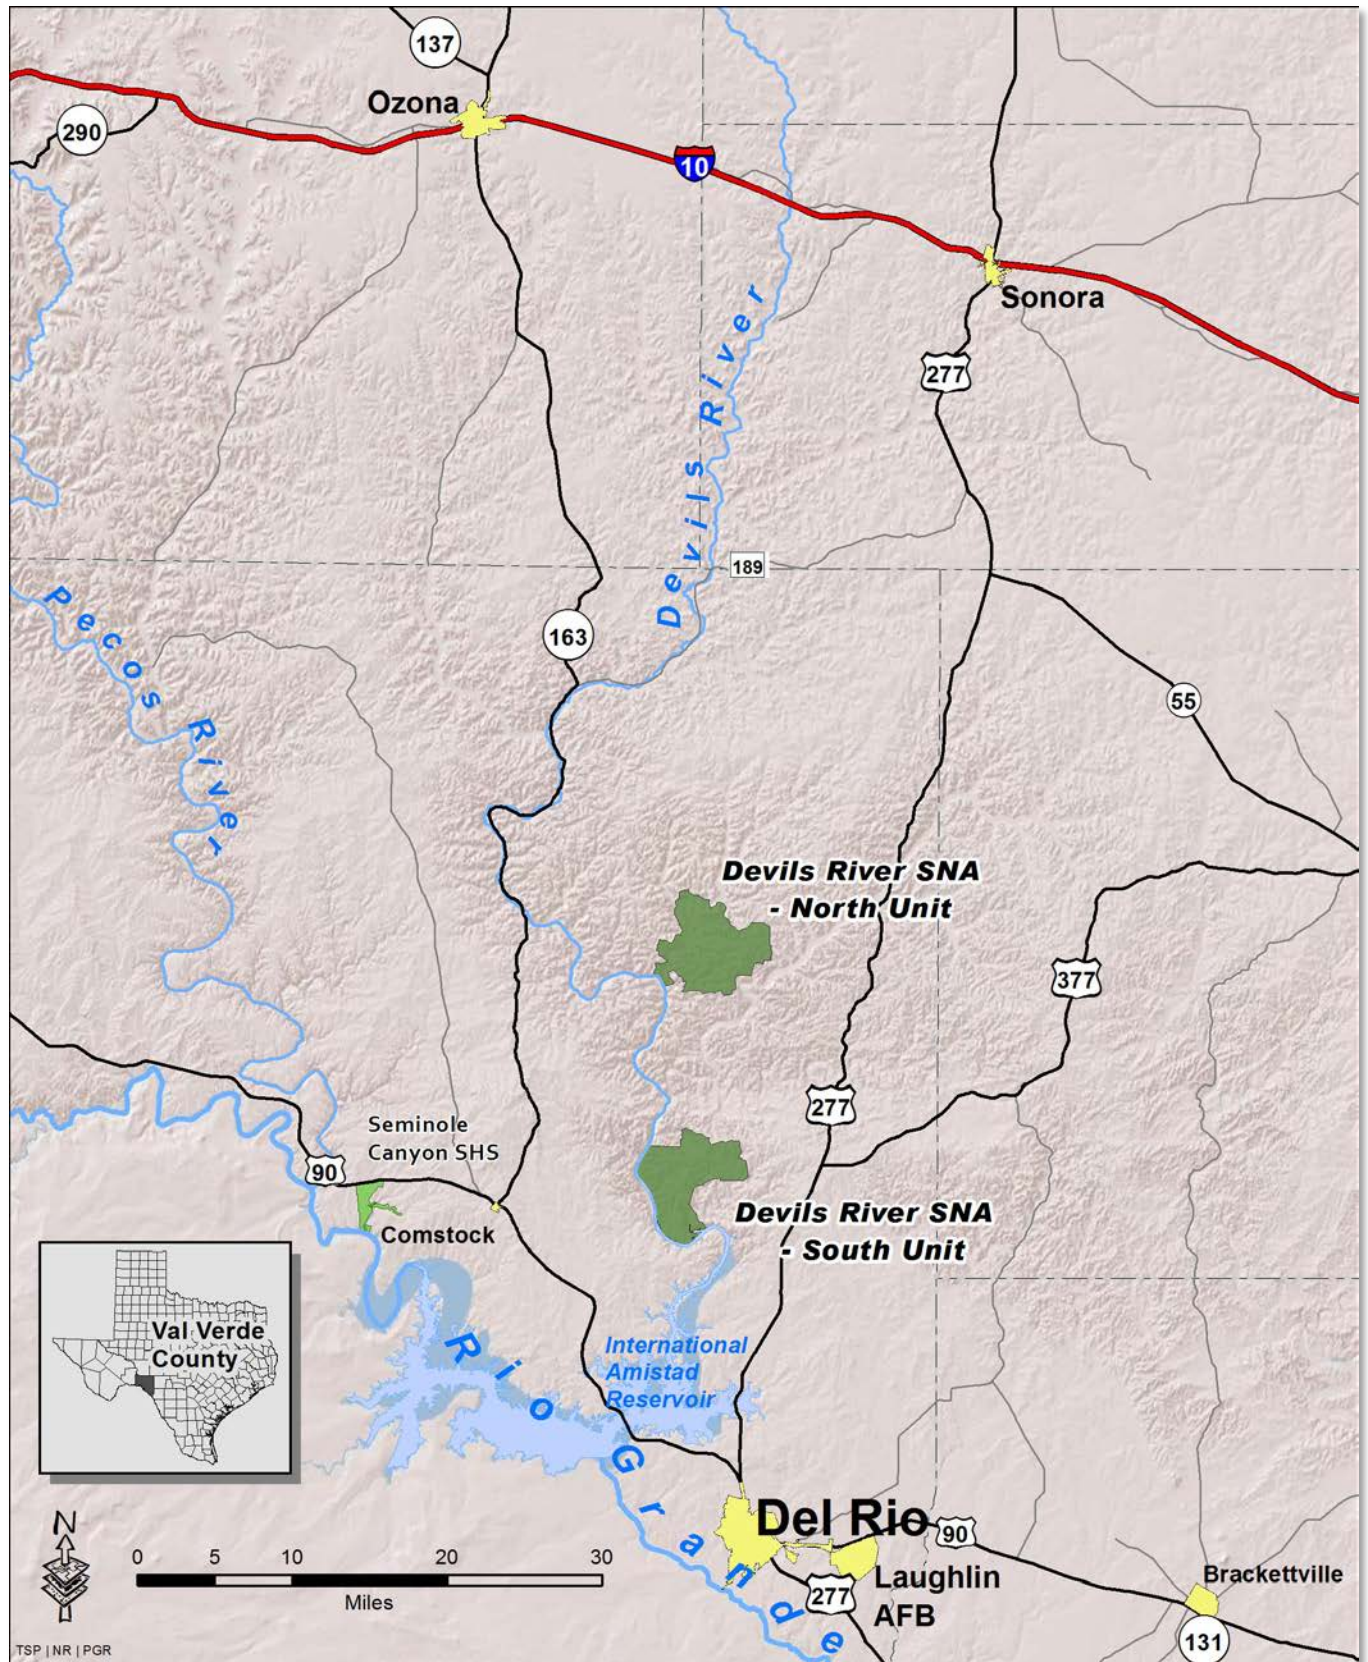 137
Ozona
290
10
Sonora
277
Devils River
189
Pecos River
163
55
Devils River SNA
- North Unit
377
277
Seminole
Canyon SHS
90
Comstock
Devils River SNA
- South Unit
Val Verde
County
International
Amistad
Reservoir
Rio Grande
Del Rio
90
Laughlin
AFB
277
Brackettville
131
N
0 5 10 20 30
Miles
TSP | NR | PGR